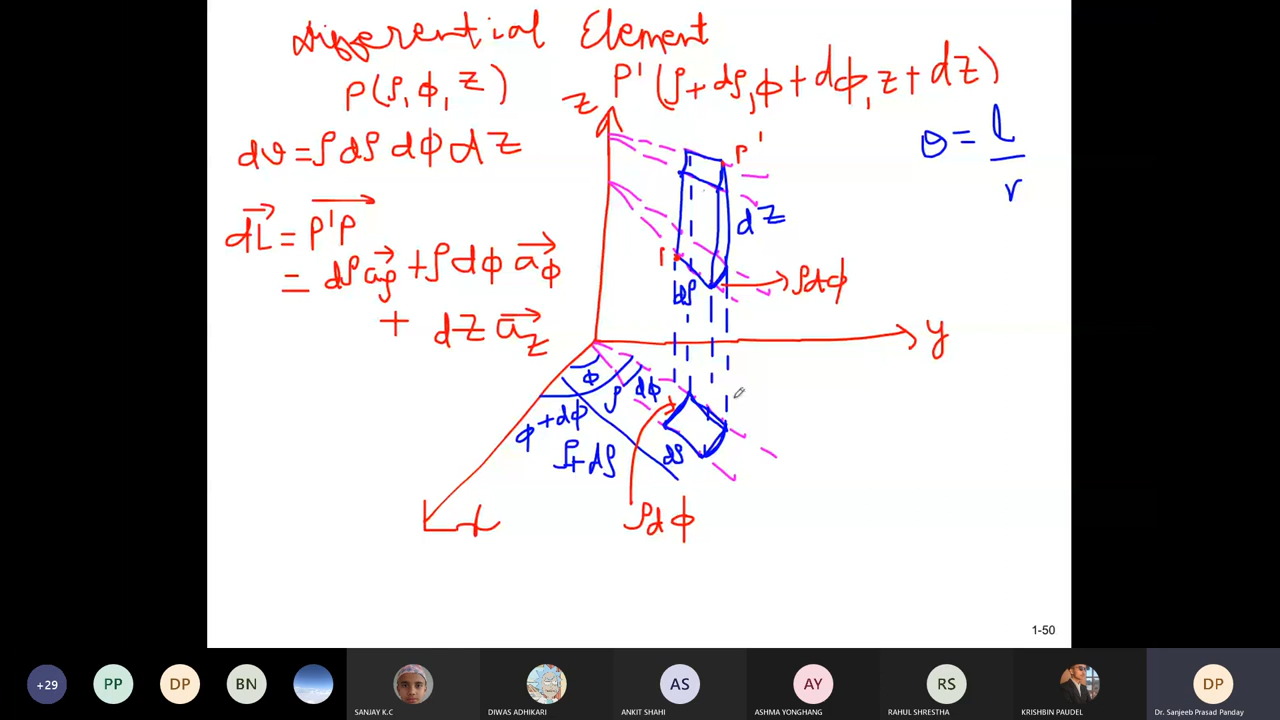 Differential Element
P(ρ, φ, z) P'(ρ+dρ, φ+dφ, z+dz)
z
dv = ρ dρ dφ dz
P'
θ = l/r
dL = P'P
dz
= dρ aρ + ρ dφ aφ
P
ρdφ
dρ
+ dz az
y
φ
dφ
ρ
φ+dφ
ρ+dρ
dρ
x
ρdφ
1-50
+29 PP DP BN AS AY RS DP
SANJAY K.C DIWAS ADHIKARI ANKIT SHAHI ASHMA YONGHANG RAHUL SHRESTHA KRISHBIN PAUDEL Dr. Sanjeeb Prasad Panday